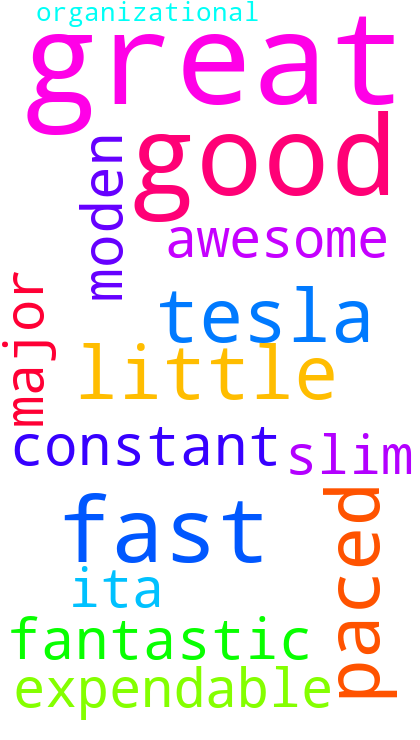 organizational
great
good
moden
awesome
tesla
major
little
constant
slim
fast
paced
ita
fantastic
expendable